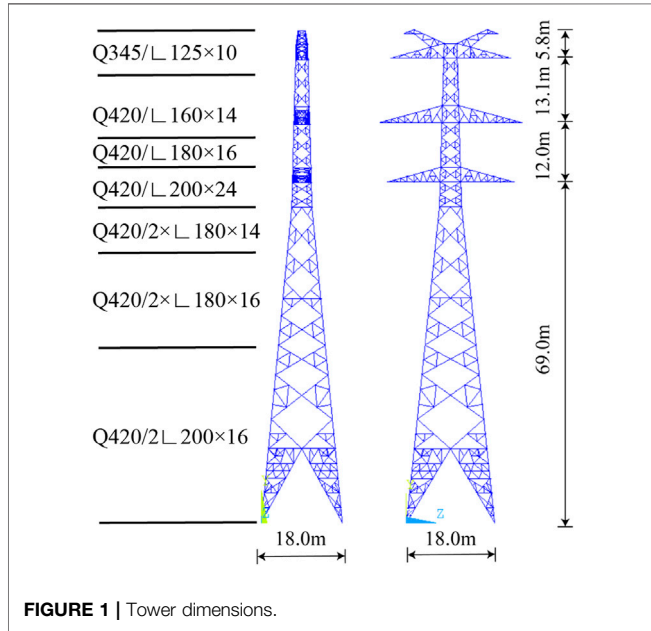 Q345/∟125×10
Q420/∟160×14
Q420/∟180×16
Q420/∟200×24
Q420/2×∟180×14
Q420/2×∟180×16
Q420/2∟200×16
5.8m
13.1m
12.0m
69.0m
Z
Z
18.0m
18.0m
FIGURE 1 | Tower dimensions.